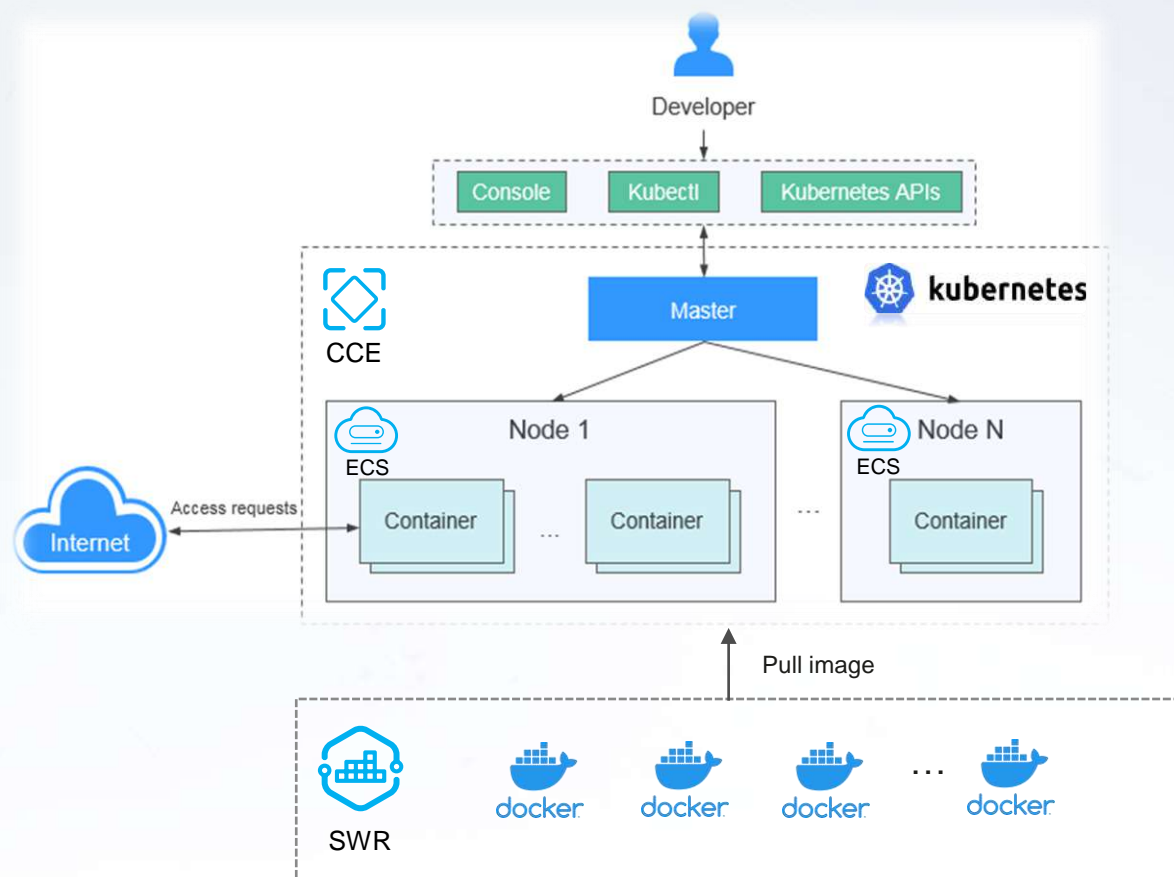 Developer
Console
Kubectl
Kubernetes APIs
CCE
Master
kubernetes
ECS
Node 1
ECS
Node N
Internet
Access requests
Container
...
Container
...
Container
Pull image
SWR
docker
docker
docker
...
docker